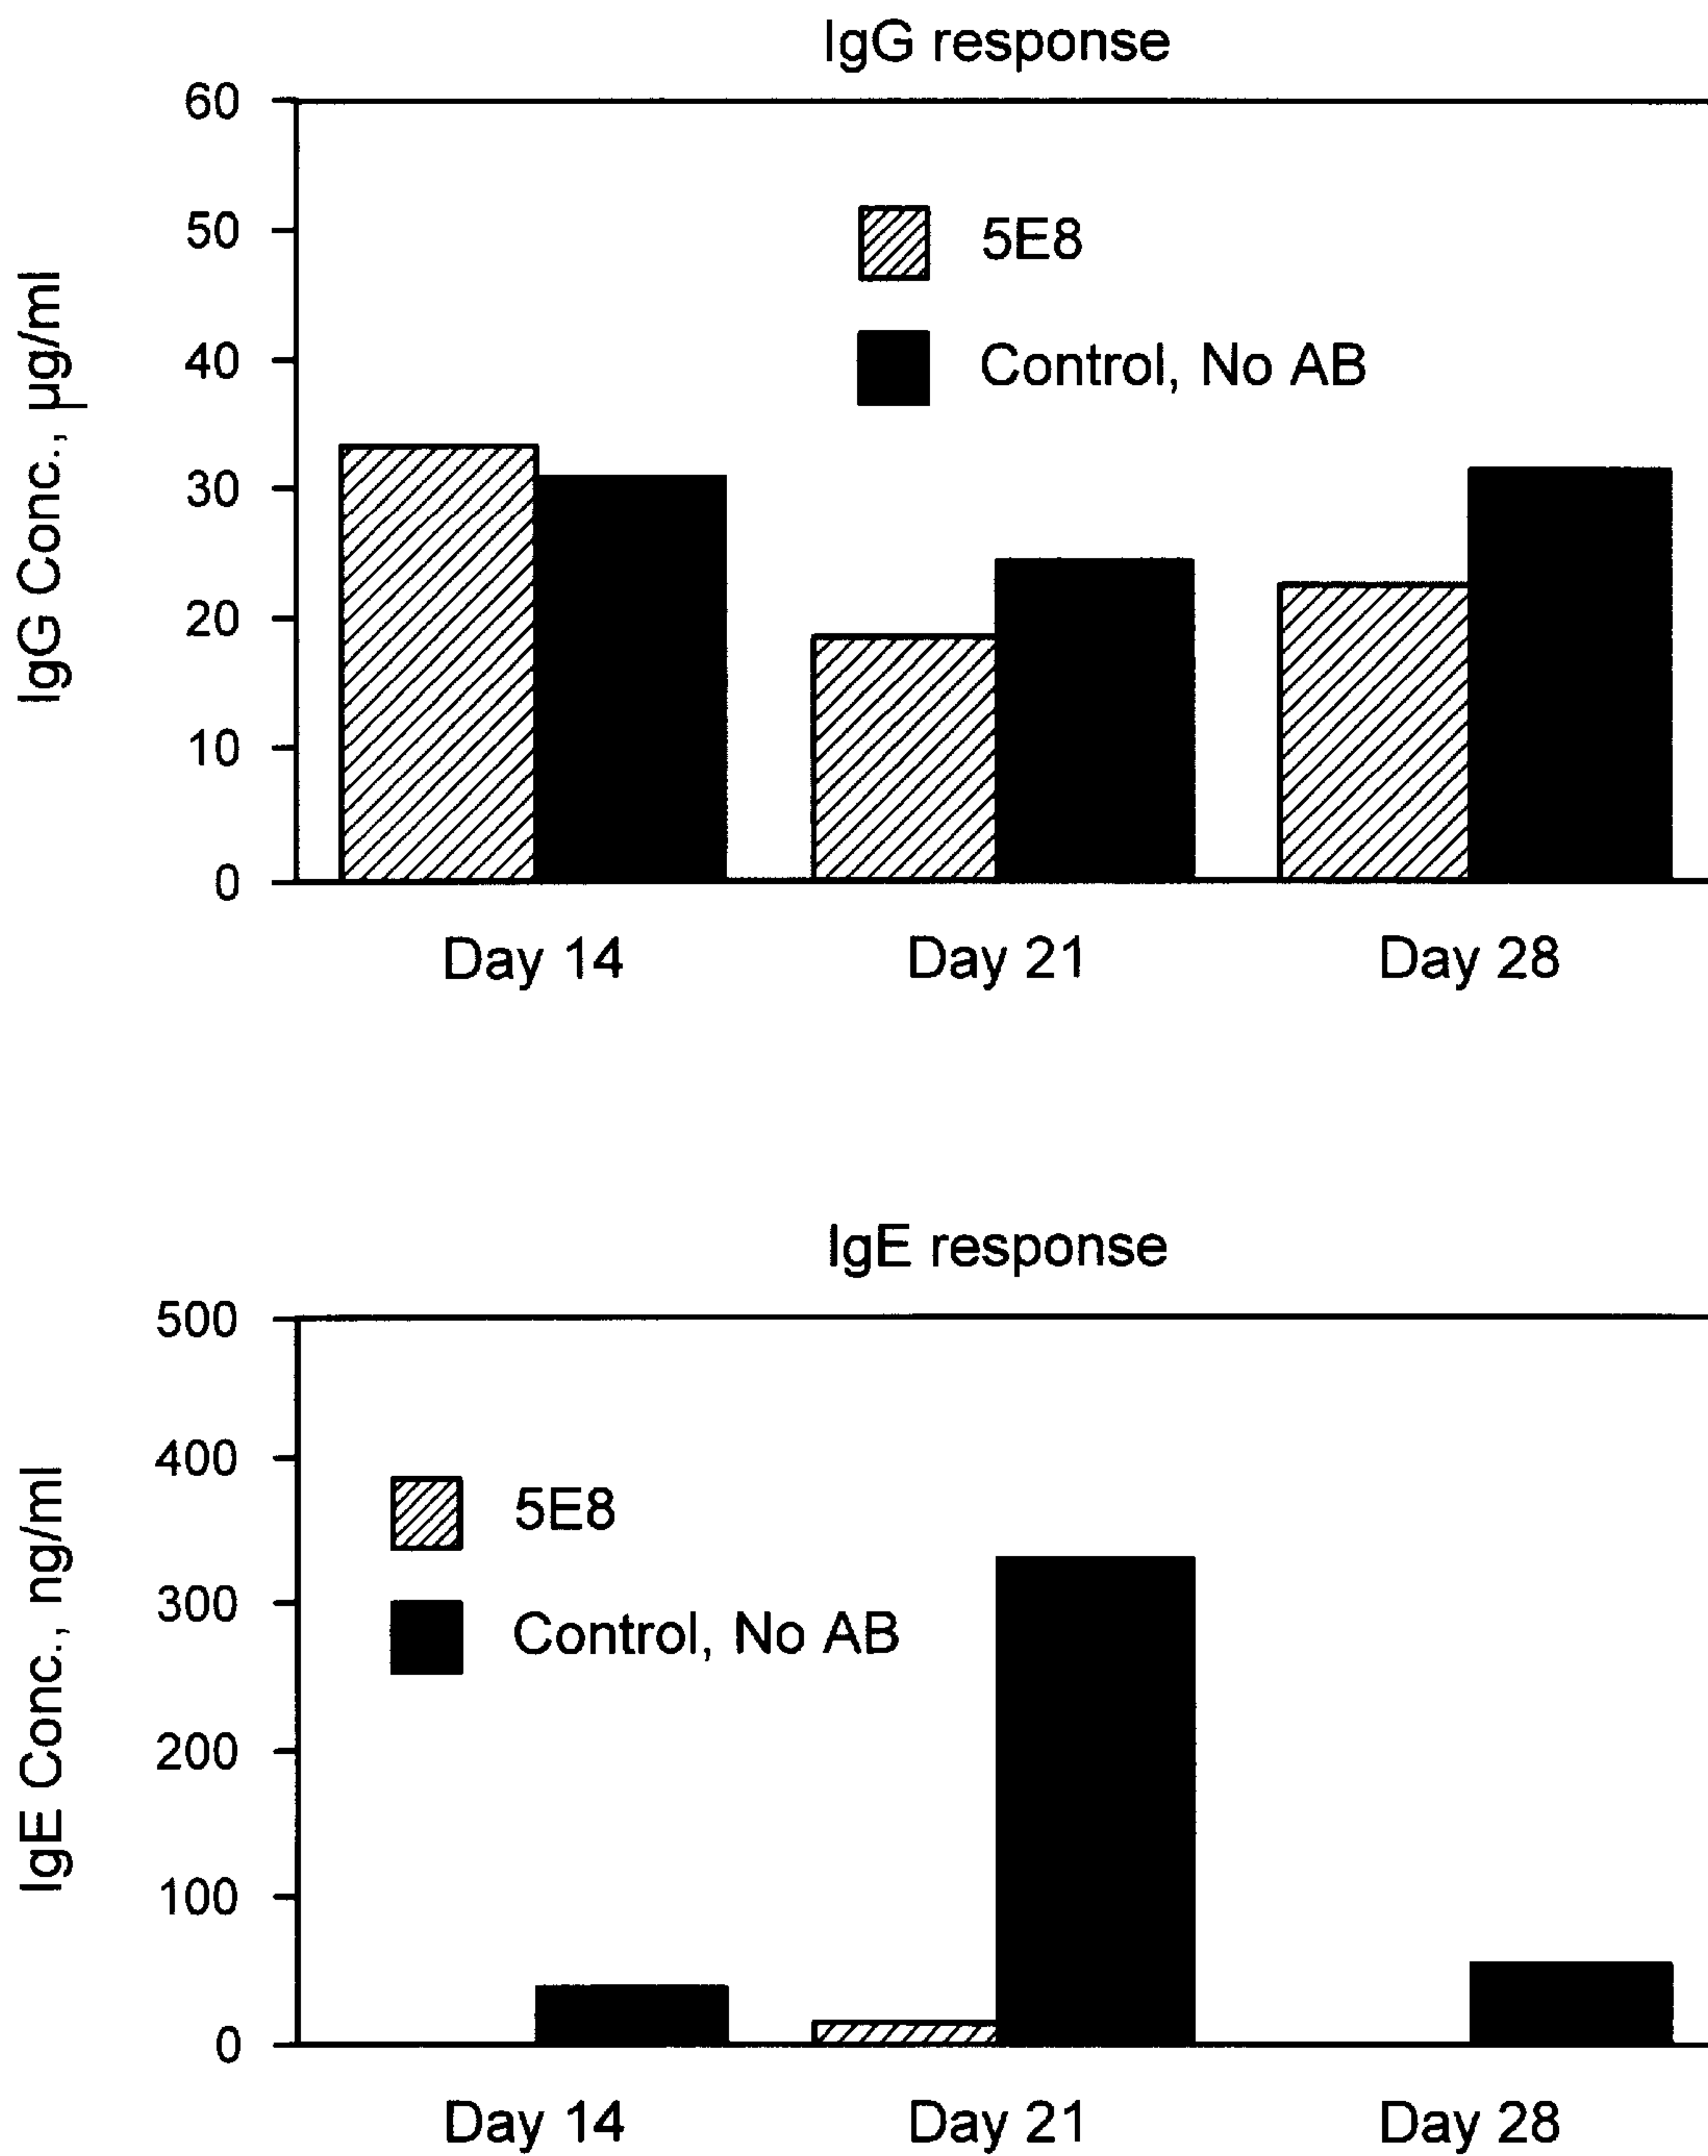 IgG response
60
50
40
30
20
10
0
IgG Conc., µg/ml
5E8
Control, No AB
Day 14 Day 21 Day 28
IgE response
500
400
300
200
100
0
IgE Conc., ng/ml
5E8
Control, No AB
Day 14 Day 21 Day 28